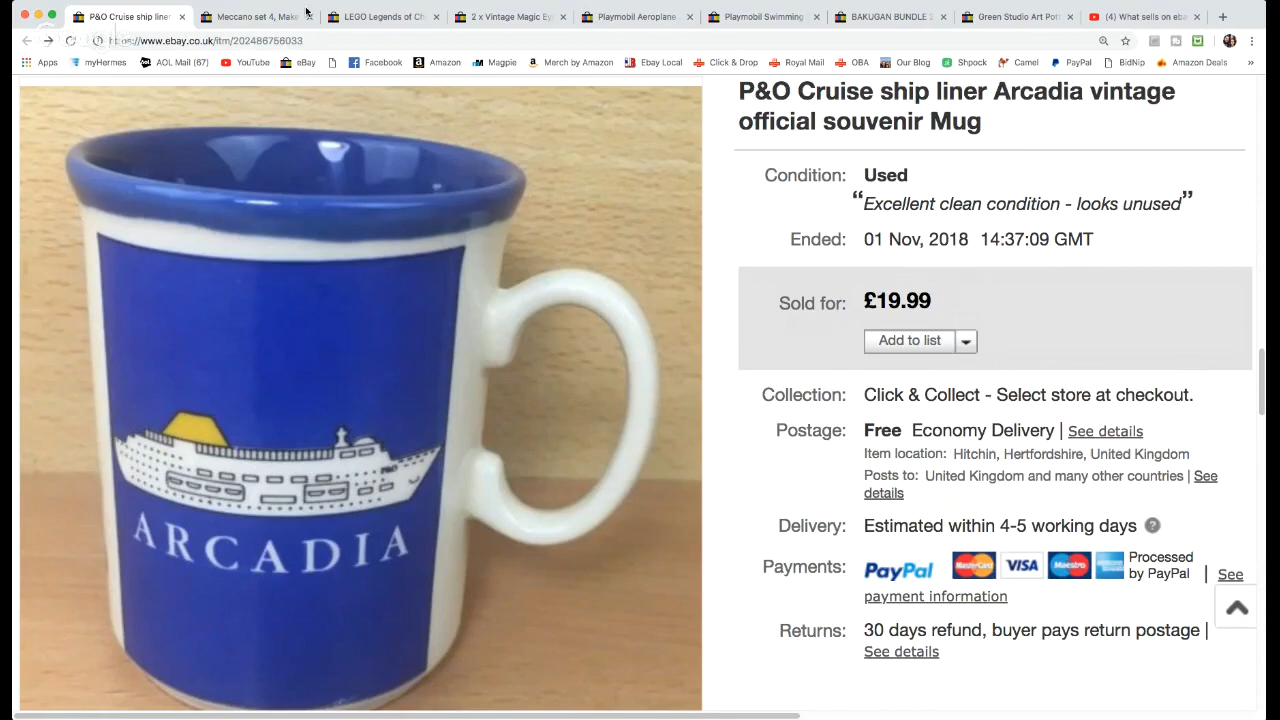 P&O Cruise ship liner
Meccano set 4, Make
LEGO Legends of Ch
2 x Vintage Magic Eye
Playmobil Aeroplane
Playmobil Swimming
BAKUGAN BUNDLE
Green Studio Art Pott
(4) What sells on ebay
https://www.ebay.co.uk/itm/202486756033
Apps
myHermes
AOL Mail (67)
YouTube
eBay
Facebook
Amazon
Magpie
Merch by Amazon
Ebay Local
Click & Drop
Royal Mail
OBA
Our Blog
Shpock
Camel
PayPal
BidNip
Amazon Deals
»
P&O Cruise ship liner Arcadia vintage
official souvenir Mug
Condition: Used
“Excellent clean condition - looks unused”
Ended: 01 Nov, 2018 14:37:09 GMT
Sold for: £19.99
Add to list
Collection: Click & Collect - Select store at checkout.
Postage: Free Economy Delivery | See details
Item location: Hitchin, Hertfordshire, United Kingdom
Posts to: United Kingdom and many other countries | See
details
Delivery: Estimated within 4-5 working days ?
Payments: PayPal MasterCard VISA Maestro Processed
by PayPal | See
payment information
Returns: 30 days refund, buyer pays return postage |
See details
P&O
ARCADIA